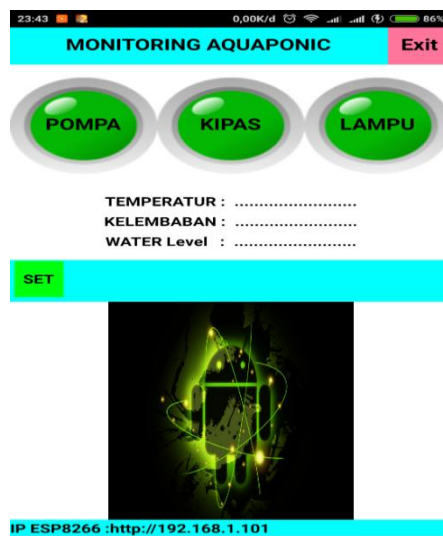 23:43 0,00K/d 86%
MONITORING AQUAPONIC Exit
POMPA KIPAS LAMPU
TEMPERATUR : ..........................
KELEMBABAN : ..........................
WATER Level : ..........................
SET
IP ESP8266 :http://192.168.1.101